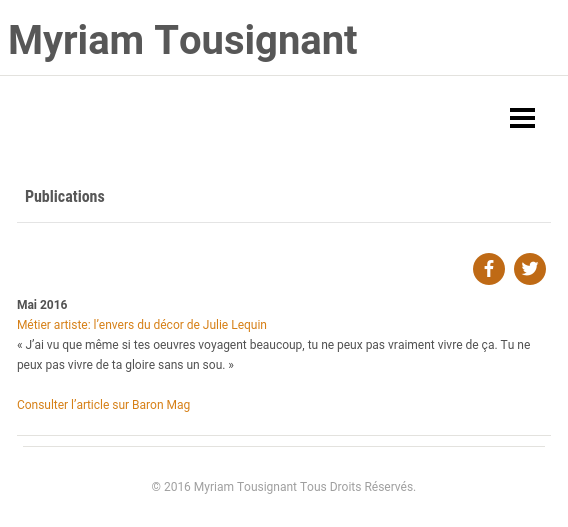 Myriam Tousignant
Publications
Mai 2016
Métier artiste: l’envers du décor de Julie Lequin
« J’ai vu que même si tes oeuvres voyagent beaucoup, tu ne peux pas vraiment vivre de ça. Tu ne
peux pas vivre de ta gloire sans un sou. »
Consulter l’article sur Baron Mag
© 2016 Myriam Tousignant Tous Droits Réservés.